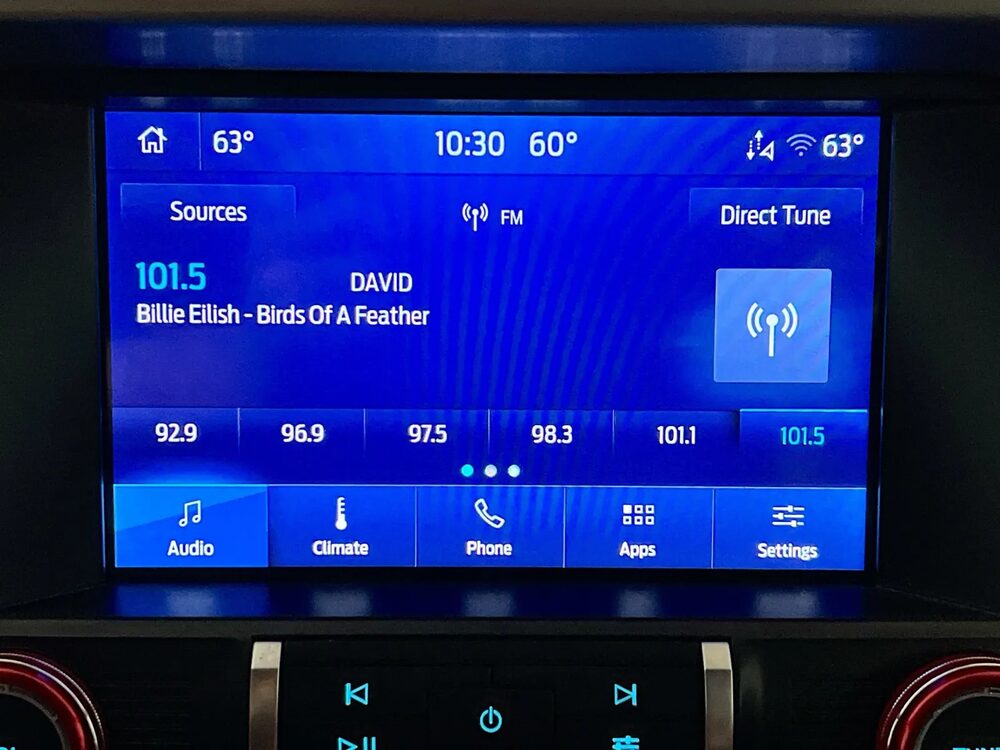 63° 10:30 60° 63°
Sources FM Direct Tune
101.5 DAVID
Billie Eilish - Birds Of A Feather
92.9 96.9 97.5 98.3 101.1 101.5
Audio Climate Phone Apps Settings